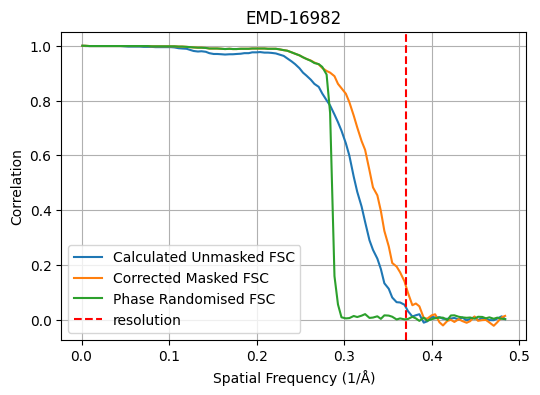 EMD-16982
1.0
0.8
0.6
0.4
0.2
0.0
Correlation
Calculated Unmasked FSC
Corrected Masked FSC
Phase Randomised FSC
resolution
0.0 0.1 0.2 0.3 0.4 0.5
Spatial Frequency (1/Å)